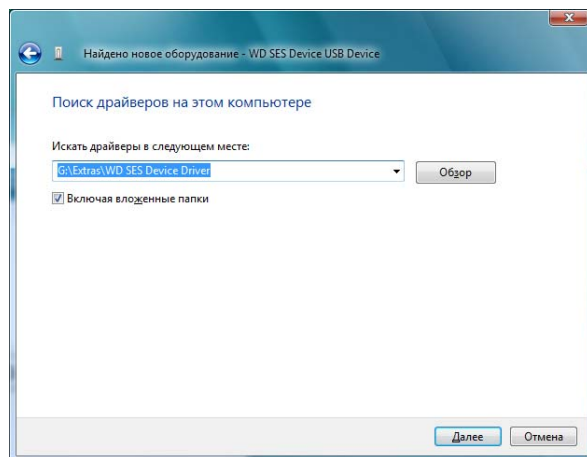 Найдено новое оборудование - WD SES Device USB Device
Поиск драйверов на этом компьютере
Искать драйверы в следующем месте:
G:\Extras\WD SES Device Driver
Обзор
Включая вложенные папки
Далее
Отмена